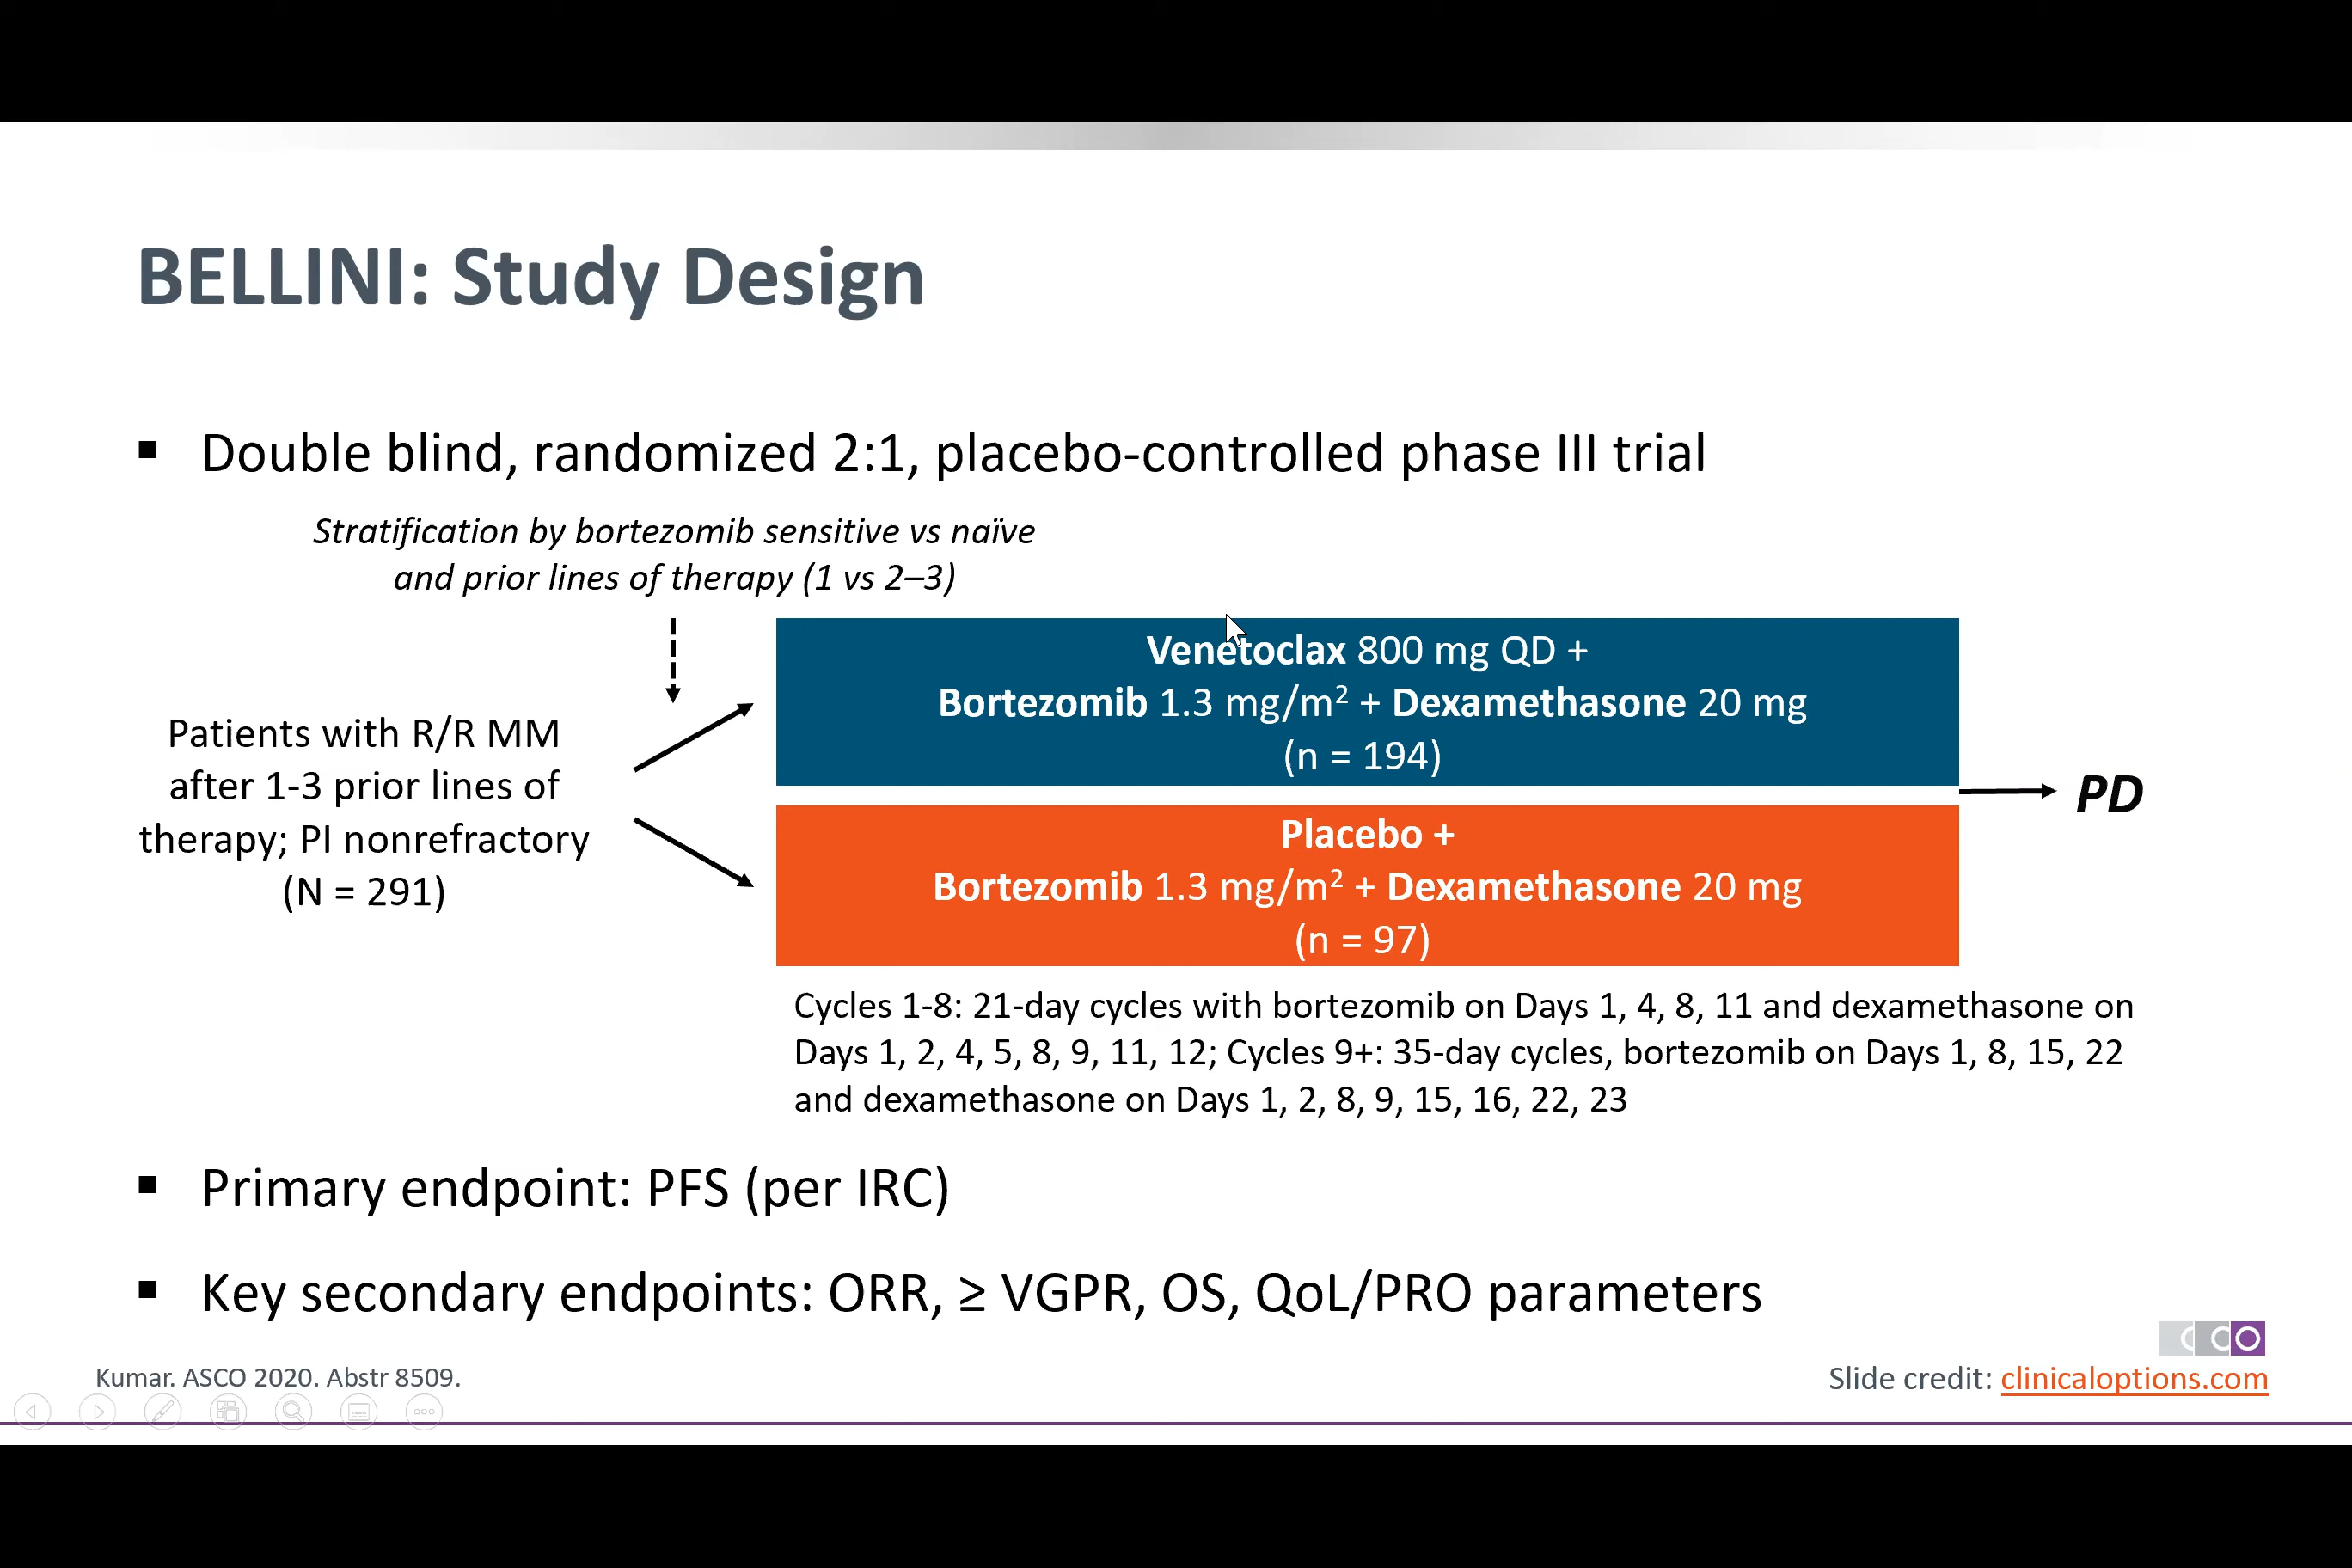 BELLINI: Study Design
▪ Double blind, randomized 2:1, placebo-controlled phase III trial
Stratification by bortezomib sensitive vs naïve
and prior lines of therapy (1 vs 2–3)
Patients with R/R MM
after 1-3 prior lines of
therapy; PI nonrefractory
(N = 291)
Venetoclax 800 mg QD +
Bortezomib 1.3 mg/m² + Dexamethasone 20 mg
(n = 194)
Placebo +
Bortezomib 1.3 mg/m² + Dexamethasone 20 mg
(n = 97)
PD
Cycles 1-8: 21-day cycles with bortezomib on Days 1, 4, 8, 11 and dexamethasone on
Days 1, 2, 4, 5, 8, 9, 11, 12; Cycles 9+: 35-day cycles, bortezomib on Days 1, 8, 15, 22
and dexamethasone on Days 1, 2, 8, 9, 15, 16, 22, 23
▪ Primary endpoint: PFS (per IRC)
▪ Key secondary endpoints: ORR, ≥ VGPR, OS, QoL/PRO parameters
CCO
Kumar. ASCO 2020. Abstr 8509.
Slide credit: clinicaloptions.com